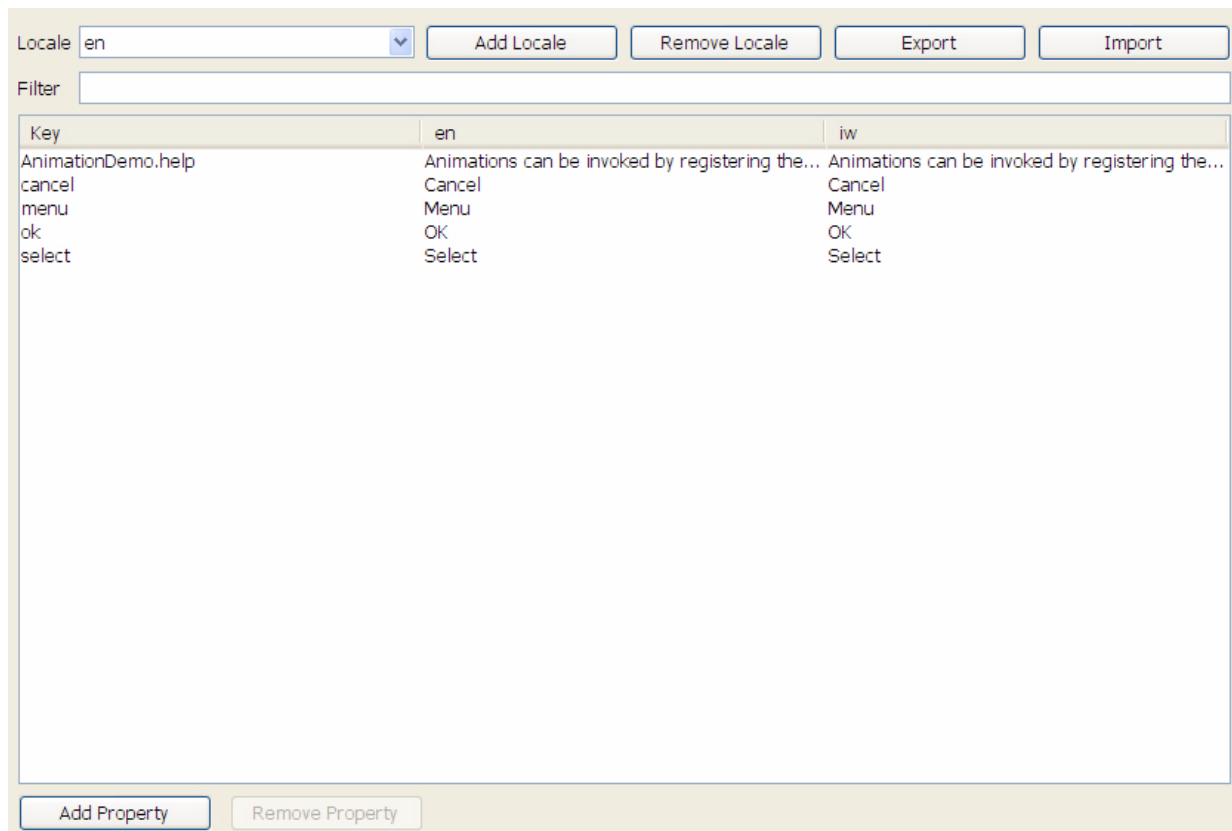 Locale en Add Locale Remove Locale Export Import
Filter
Key en iw
AnimationDemo.help Animations can be invoked by registering the... Animations can be invoked by registering the...
cancel Cancel Cancel
menu Menu Menu
ok OK OK
select Select Select
Add Property Remove Property